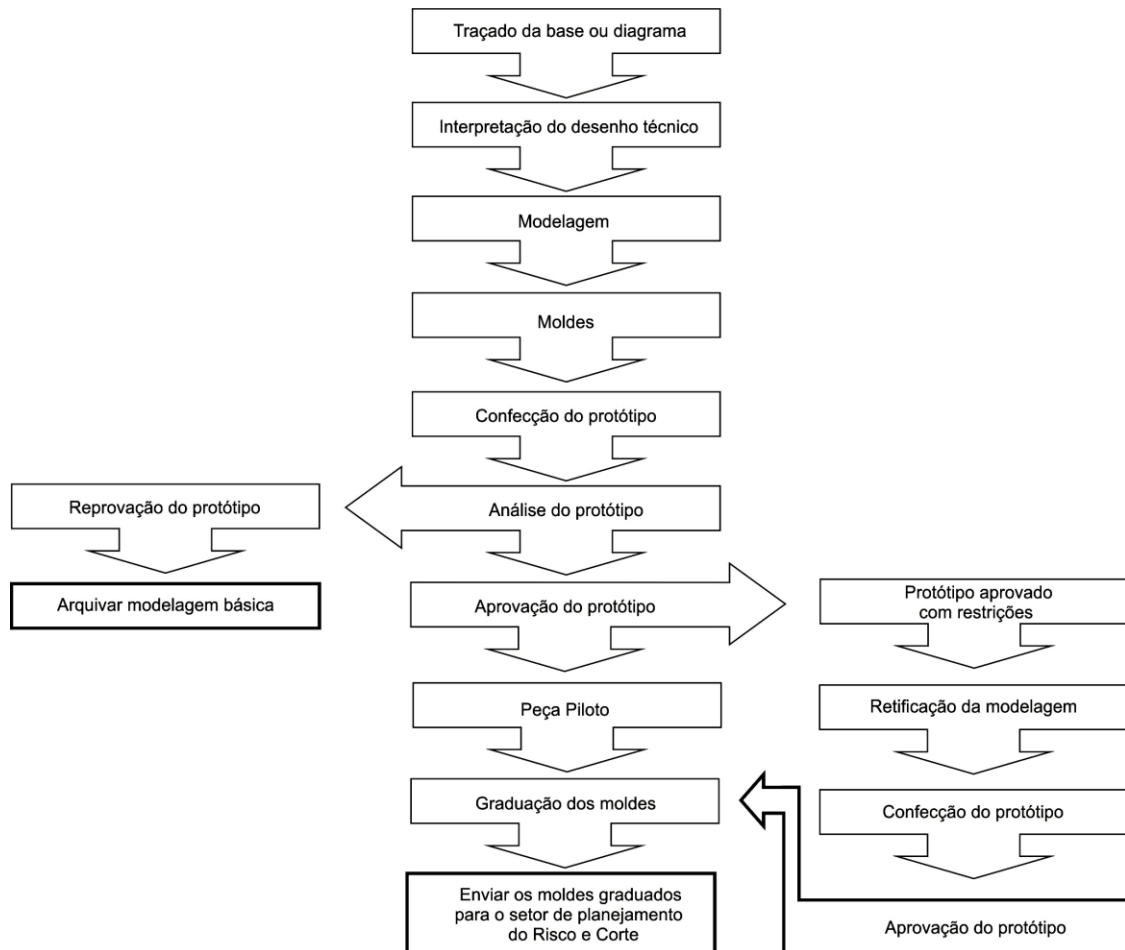 Traçado da base ou diagrama
Interpretação do desenho técnico
Modelagem
Moldes
Confecção do protótipo
Reprovação do protótipo
Análise do protótipo
Arquivar modelagem básica
Aprovação do protótipo
Protótipo aprovado
com restrições
Peça Piloto
Retificação da modelagem
Graduação dos moldes
Confecção do protótipo
Enviar os moldes graduados
para o setor de planejamento
do Risco e Corte
Aprovação do protótipo